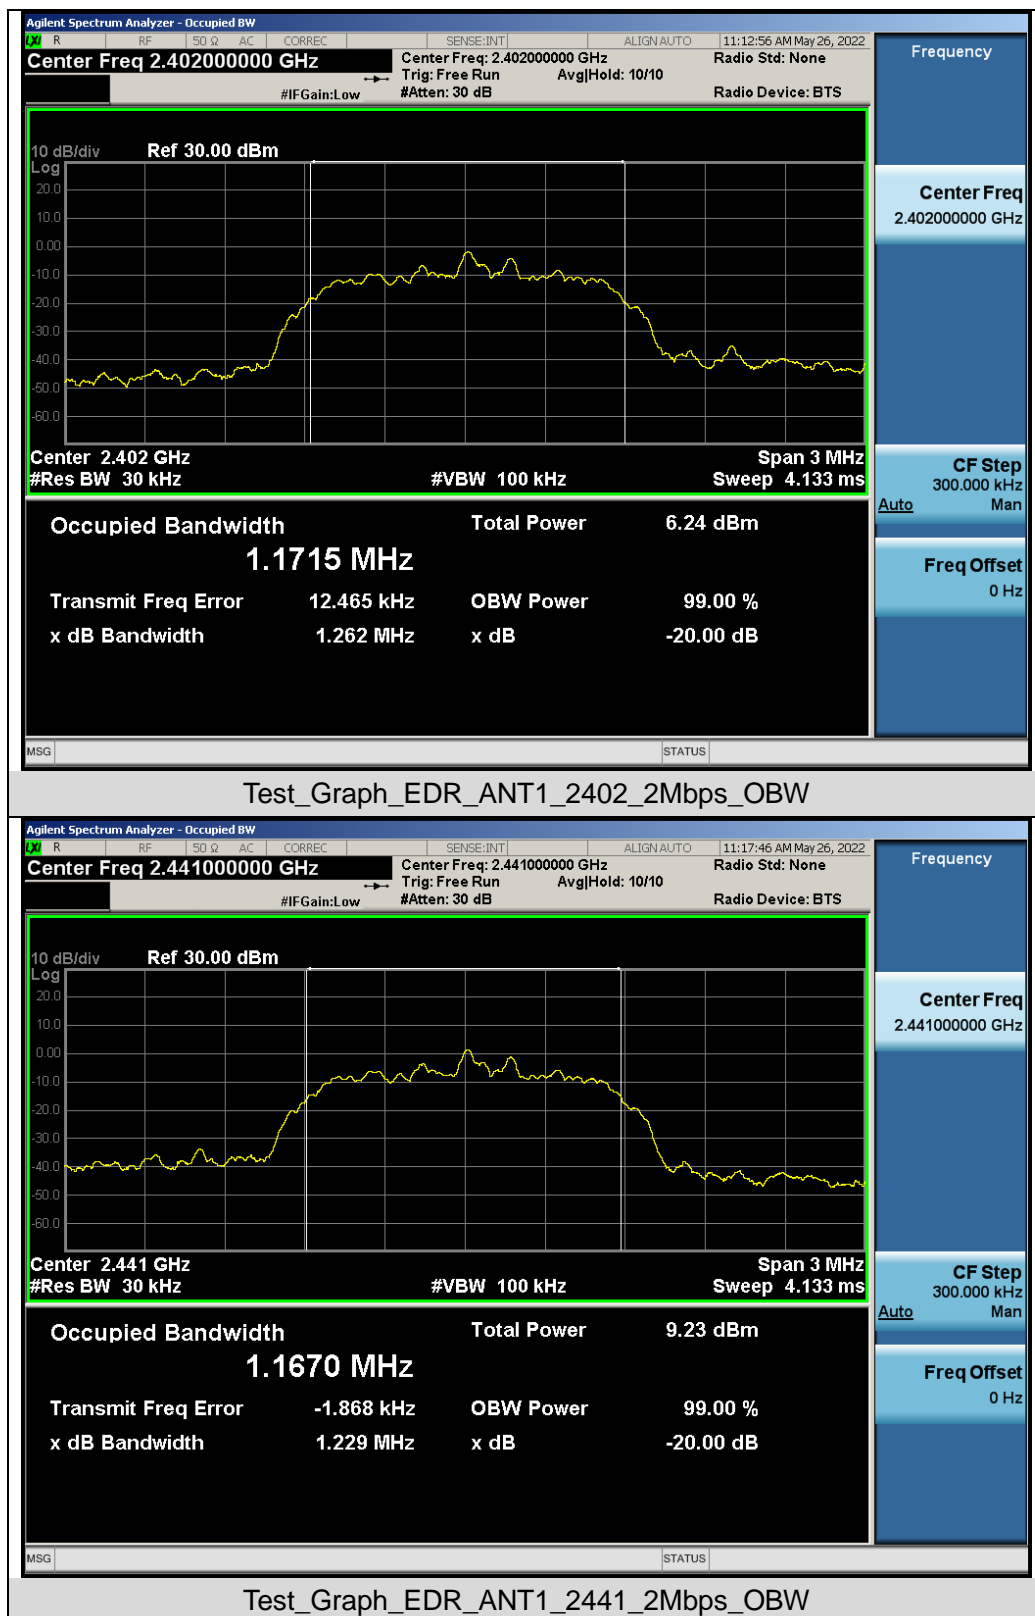 Agilent Spectrum Analyzer - Occupied BW
LXI R RF 50 Ω AC CORREC SENSE:INT ALIGN AUTO 11:12:56 AM May 26, 2022
Center Freq 2.402000000 GHz
Center Freq: 2.402000000 GHz
Radio Std: None
Trig: Free Run Avg|Hold: 10/10
#IFGain:Low
#Atten: 30 dB
Radio Device: BTS
Frequency
10 dB/div Ref 30.00 dBm
Log
20.0
10.0
0.00
-10.0
-20.0
-30.0
-40.0
-50.0
-60.0
Center Freq
2.402000000 GHz
Center 2.402 GHz Span 3 MHz
#Res BW 30 kHz #VBW 100 kHz Sweep 4.133 ms
CF Step
300.000 kHz
Auto Man
Occupied Bandwidth Total Power 6.24 dBm
1.1715 MHz
Freq Offset
0 Hz
Transmit Freq Error 12.465 kHz OBW Power 99.00 %
x dB Bandwidth 1.262 MHz x dB -20.00 dB
MSG STATUS
Test_Graph_EDR_ANT1_2402_2Mbps_OBW
Agilent Spectrum Analyzer - Occupied BW
LXI R RF 50 Ω AC CORREC SENSE:INT ALIGN AUTO 11:17:46 AM May 26, 2022
Center Freq 2.441000000 GHz
Center Freq: 2.441000000 GHz
Radio Std: None
Trig: Free Run Avg|Hold: 10/10
#IFGain:Low
#Atten: 30 dB
Radio Device: BTS
Frequency
10 dB/div Ref 30.00 dBm
Log
20.0
10.0
0.00
-10.0
-20.0
-30.0
-40.0
-50.0
-60.0
Center Freq
2.441000000 GHz
Center 2.441 GHz Span 3 MHz
#Res BW 30 kHz #VBW 100 kHz Sweep 4.133 ms
CF Step
300.000 kHz
Auto Man
Occupied Bandwidth Total Power 9.23 dBm
1.1670 MHz
Freq Offset
0 Hz
Transmit Freq Error -1.868 kHz OBW Power 99.00 %
x dB Bandwidth 1.229 MHz x dB -20.00 dB
MSG STATUS
Test_Graph_EDR_ANT1_2441_2Mbps_OBW